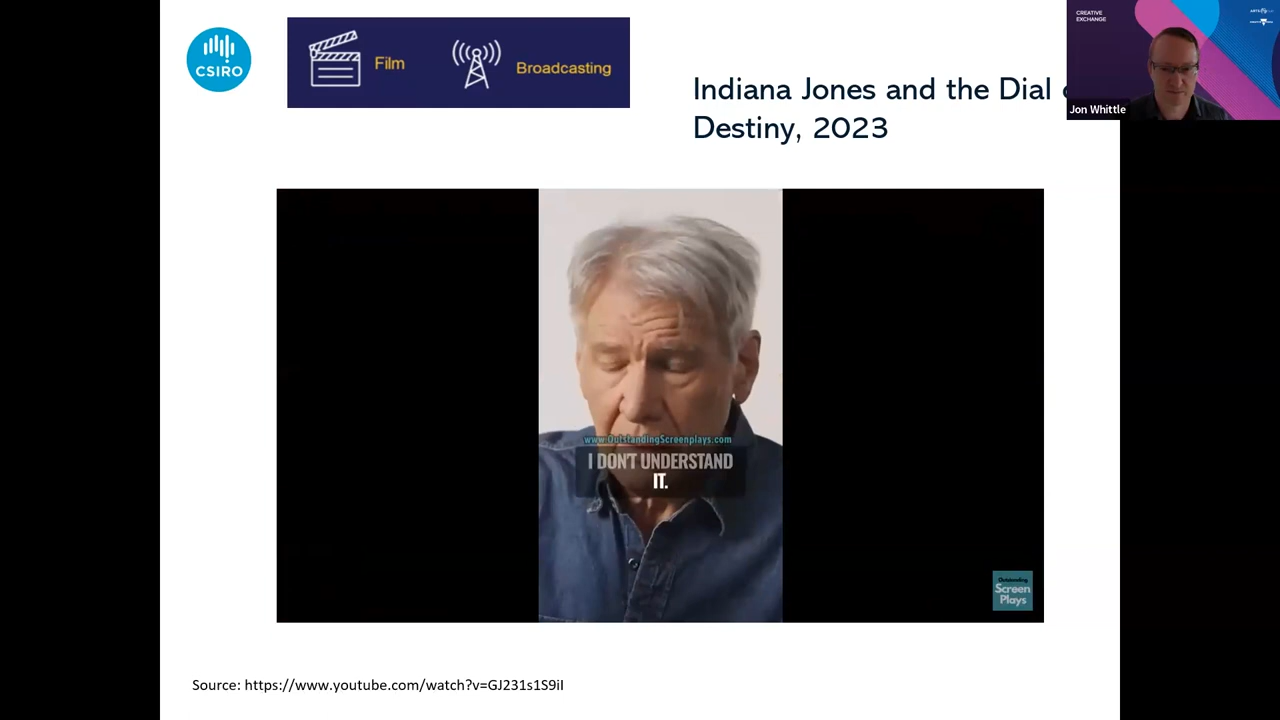 CSIRO
Film
Broadcasting
Indiana Jones and the Dial
Destiny, 2023
CREATIVE
EXCHANGE
Jon Whittle
www.OutstandingScreenplays.com
I DON'T UNDERSTAND
IT.
Outstanding
Screen
Plays
Source: https://www.youtube.com/watch?v=GJ231s1S9iI